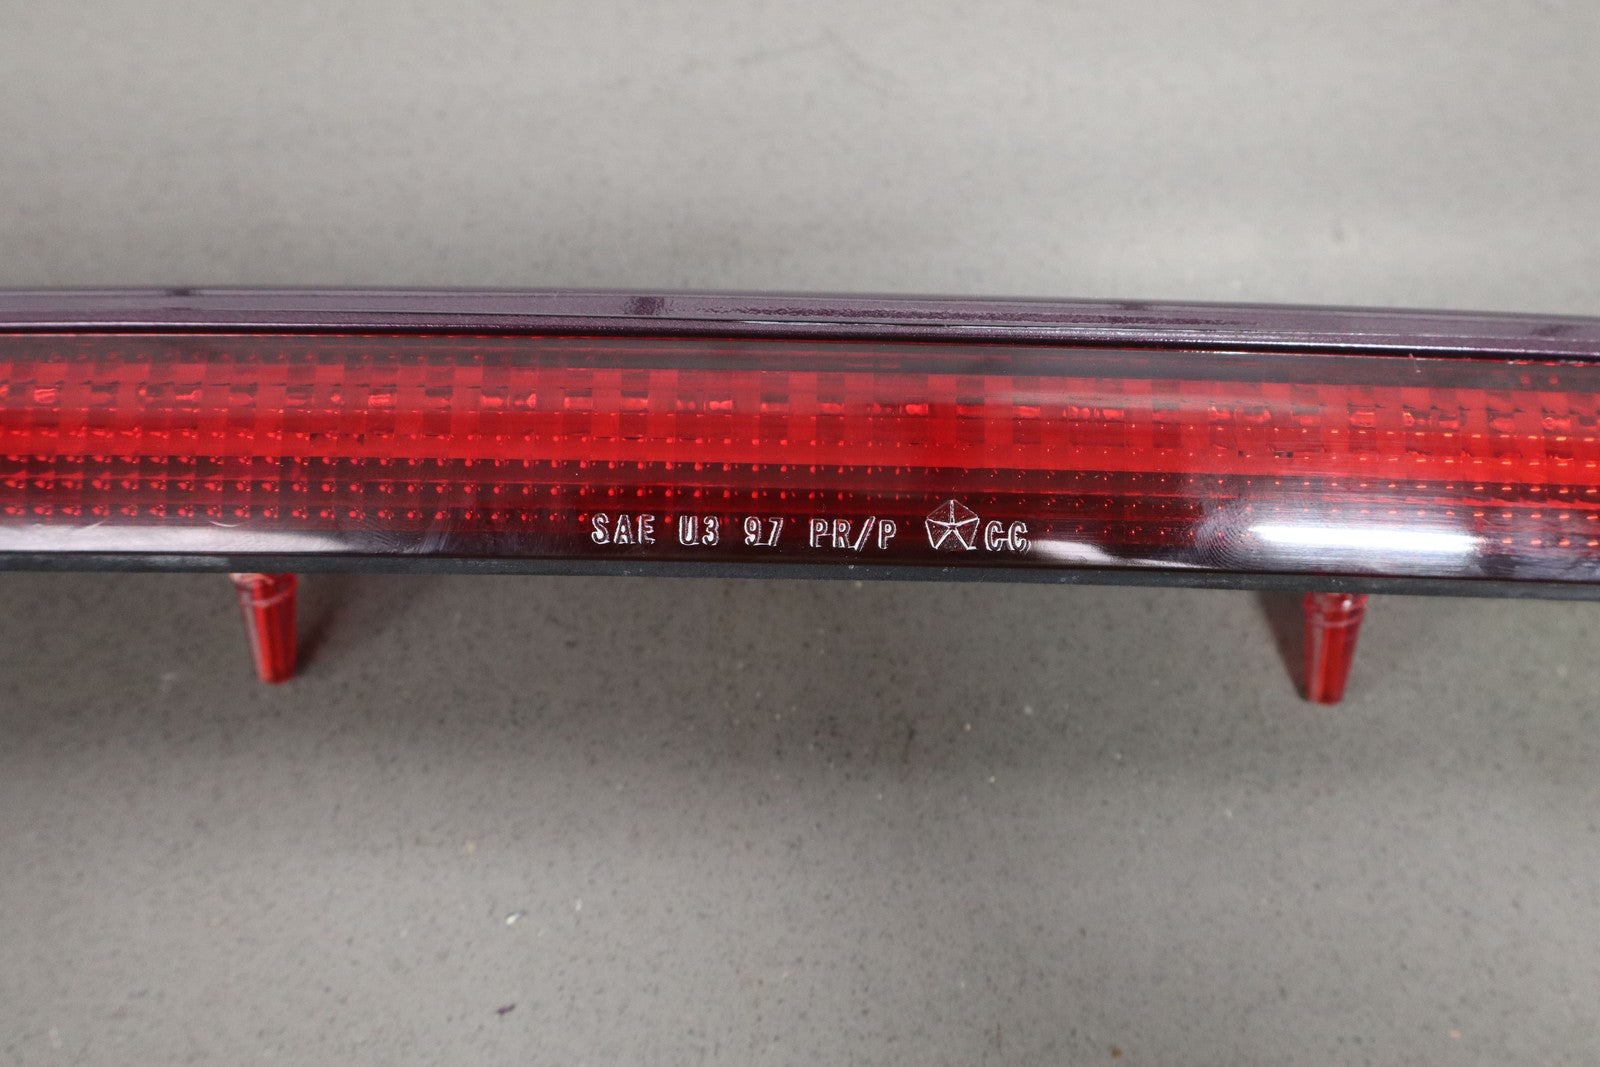 SAE U3 97 PR/P CC